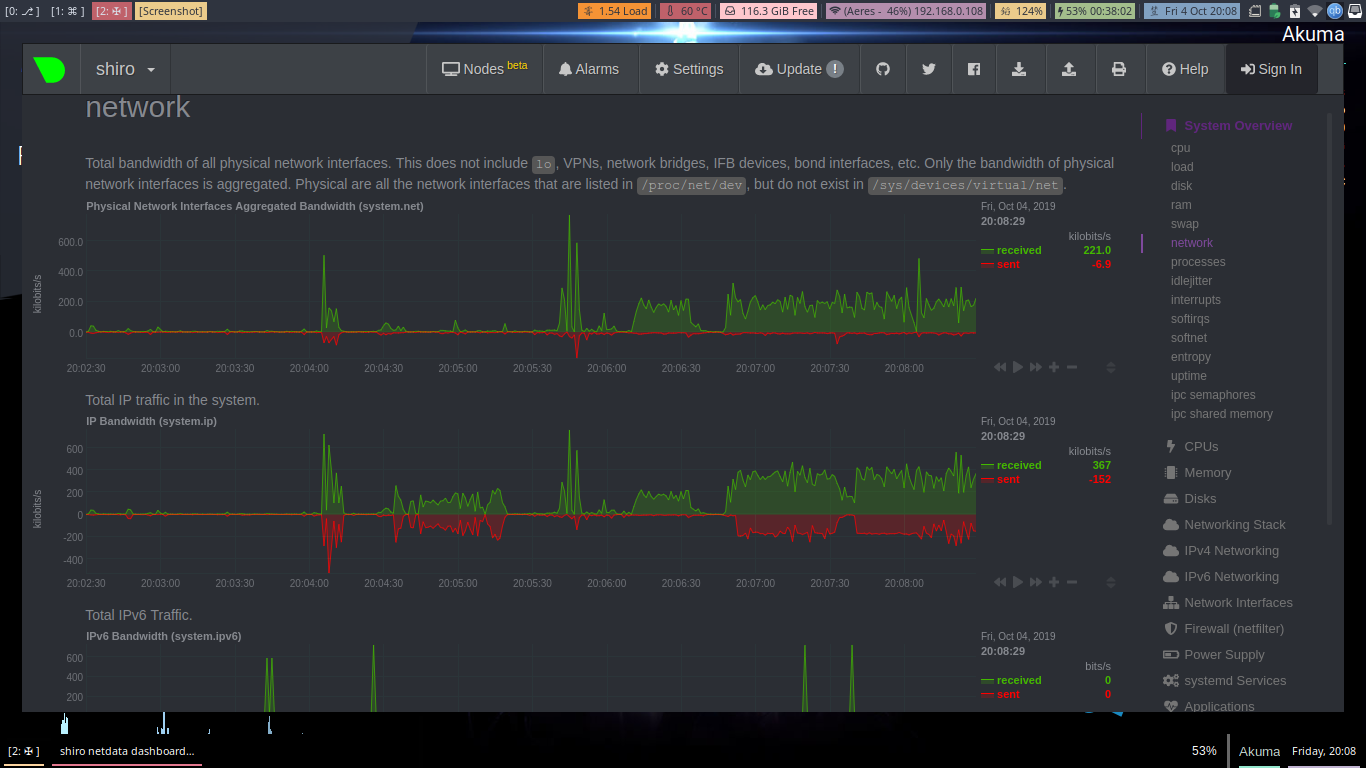 [0: ⎇ ] [1: ⌘ ] [2: ✠ ] [Screenshot] 1.54 Load 60 °C 116.3 GiB Free (Aeres - 46%) 192.168.0.108 124% 53% 00:38:02 Fri 4 Oct 20:08
Akuma
shiro Nodes beta Alarms Settings Update ! Help Sign In
network
Total bandwidth of all physical network interfaces. This does not include lo, VPNs, network bridges, IFB devices, bond interfaces, etc. Only the bandwidth of physical
network interfaces is aggregated. Physical are all the network interfaces that are listed in /proc/net/dev, but do not exist in /sys/devices/virtual/net.
Physical Network Interfaces Aggregated Bandwidth (system.net)
Fri, Oct 04, 2019
20:08:29
kilobits/s
received 221.0
sent -6.9
kilobits/s
600.0
400.0
200.0
0.0
20:02:30 20:03:00 20:03:30 20:04:00 20:04:30 20:05:00 20:05:30 20:06:00 20:06:30 20:07:00 20:07:30 20:08:00
Total IP traffic in the system.
IP Bandwidth (system.ip)
Fri, Oct 04, 2019
20:08:29
kilobits/s
received 367
sent -152
kilobits/s
600
400
200
0
-200
-400
20:02:30 20:03:00 20:03:30 20:04:00 20:04:30 20:05:00 20:05:30 20:06:00 20:06:30 20:07:00 20:07:30 20:08:00
Total IPv6 Traffic.
IPv6 Bandwidth (system.ipv6)
Fri, Oct 04, 2019
20:08:29
bits/s
received 0
sent 0
600
400
200
System Overview
cpu
load
disk
ram
swap
network
processes
idlejitter
interrupts
softirqs
softnet
entropy
uptime
ipc semaphores
ipc shared memory
CPUs
Memory
Disks
Networking Stack
IPv4 Networking
IPv6 Networking
Network Interfaces
Firewall (netfilter)
Power Supply
systemd Services
Applications
[2: ✠ ] shiro netdata dashboard... 53% Akuma Friday, 20:08